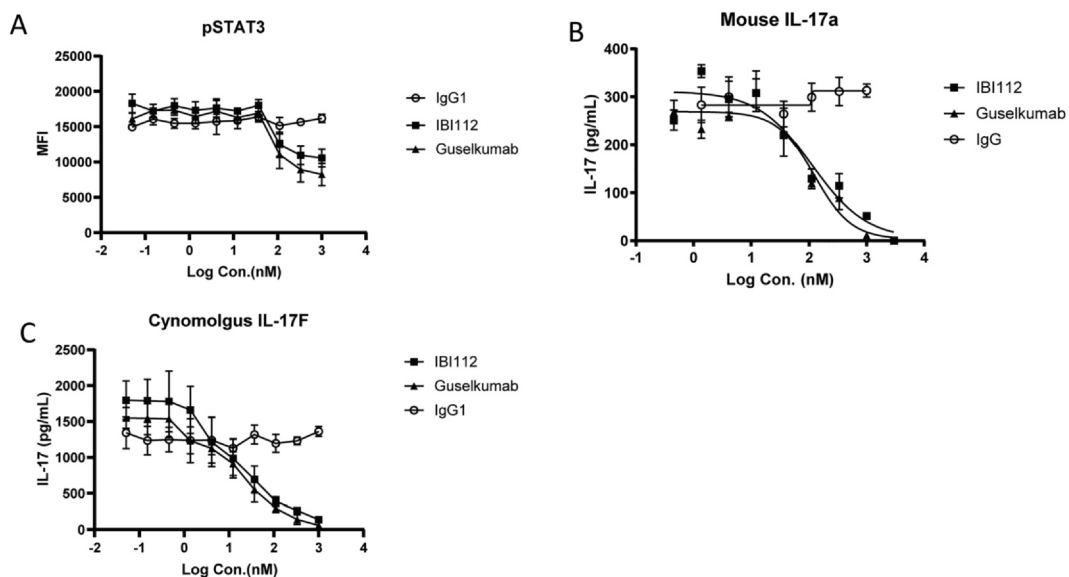 A
pSTAT3
25000
20000
15000
10000
5000
0
MFI
-2 -1 0 1 2 3 4
Log Con.(nM)
IgG1
IBI112
Guselkumab
B
Mouse IL-17a
400
300
200
100
0
IL-17 (pg/mL)
-1 0 1 2 3 4
Log Con. (nM)
IBI112
Guselkumab
IgG
C
Cynomolgus IL-17F
2500
2000
1500
1000
500
0
IL-17 (pg/mL)
-2 -1 0 1 2 3 4
Log Con. (nM)
IBI112
Guselkumab
IgG1